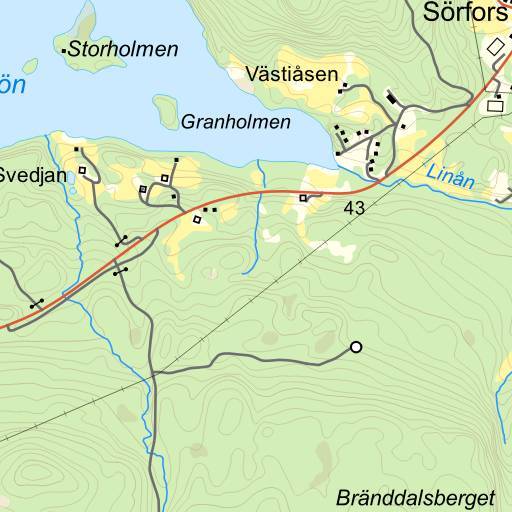 Sörfors
Storholmen
Västiåsen
ön
Granholmen
Svedjan
Linån
43
Bränddalsberget